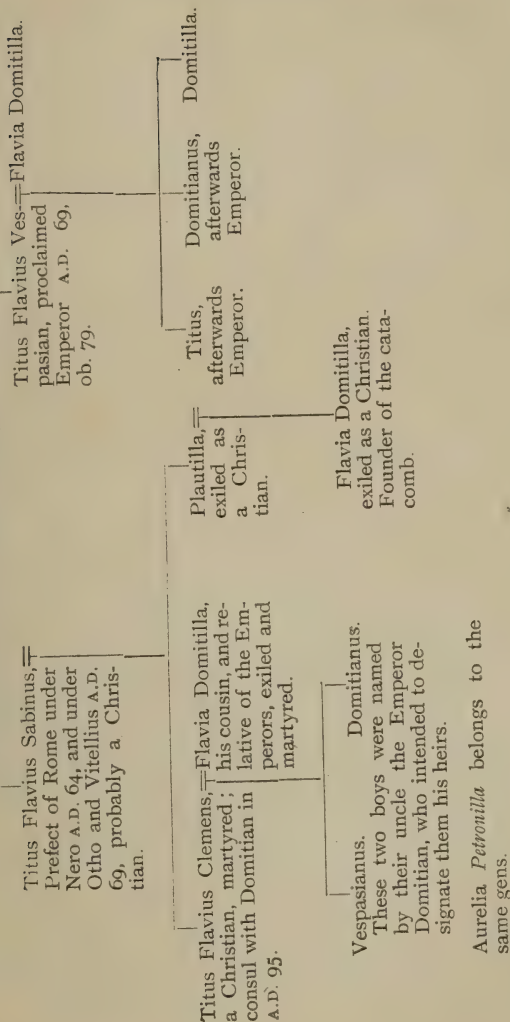 Titus Flavius Sabinus,
Prefect of Rome under
Nero A.D. 64, and under
Otho and Vitellius A.D.
69, probably a Chris-
tian.
Titus Flavius Ves-=Flavia Domitilla.
pasian, proclaimed
Emperor A.D. 69,
ob. 79.
Titus Flavius Clemens,=Flavia Domitilla,
a Christian, martyred;
consul with Domitian in
A.D. 95.
his cousin, and re-
lative of the Em-
perors, exiled and
martyred.
Plautilla,=
exiled as
a Chris-
tian.
Titus,
afterwards
Emperor.
Domitianus,
afterwards
Emperor.
Domitilla.
Vespasianus. Domitianus.
These two boys were named
by their uncle the Emperor
Domitian, who intended to de-
signate them his heirs.
Flavia Domitilla,
exiled as a Christian.
Founder of the cata-
comb.
Aurelia Petronilla belongs to the
same gens.